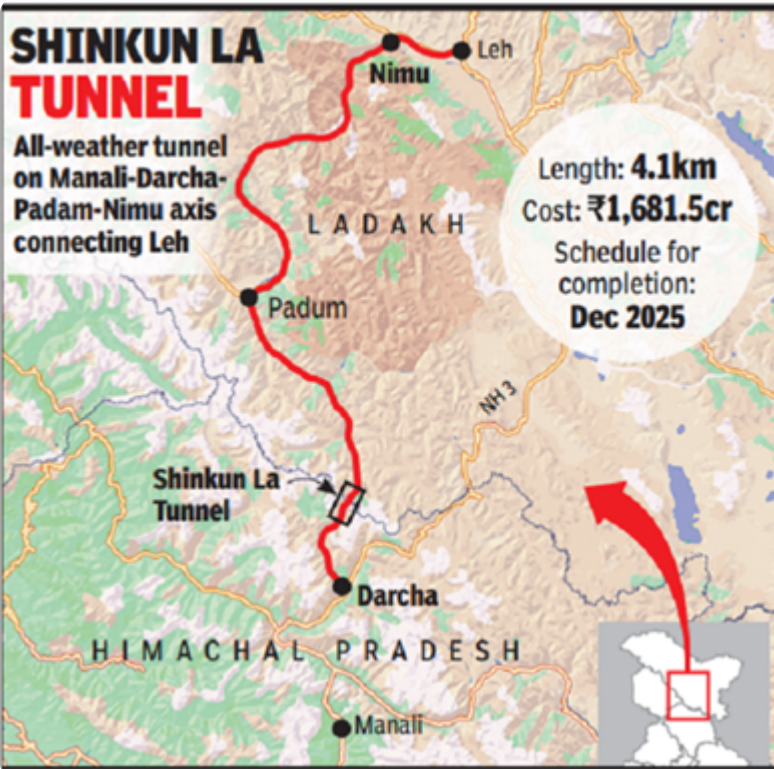 SHINKUN LA
TUNNEL
All-weather tunnel
on Manali-Darcha-
Padam-Nimu axis
connecting Leh
Nimu
Leh
Length: 4.1km
Cost: ₹1,681.5cr
Schedule for
completion:
Dec 2025
LADAKH
Padum
NH 3
Shinkun La
Tunnel
Darcha
HIMACHAL PRADESH
Manali